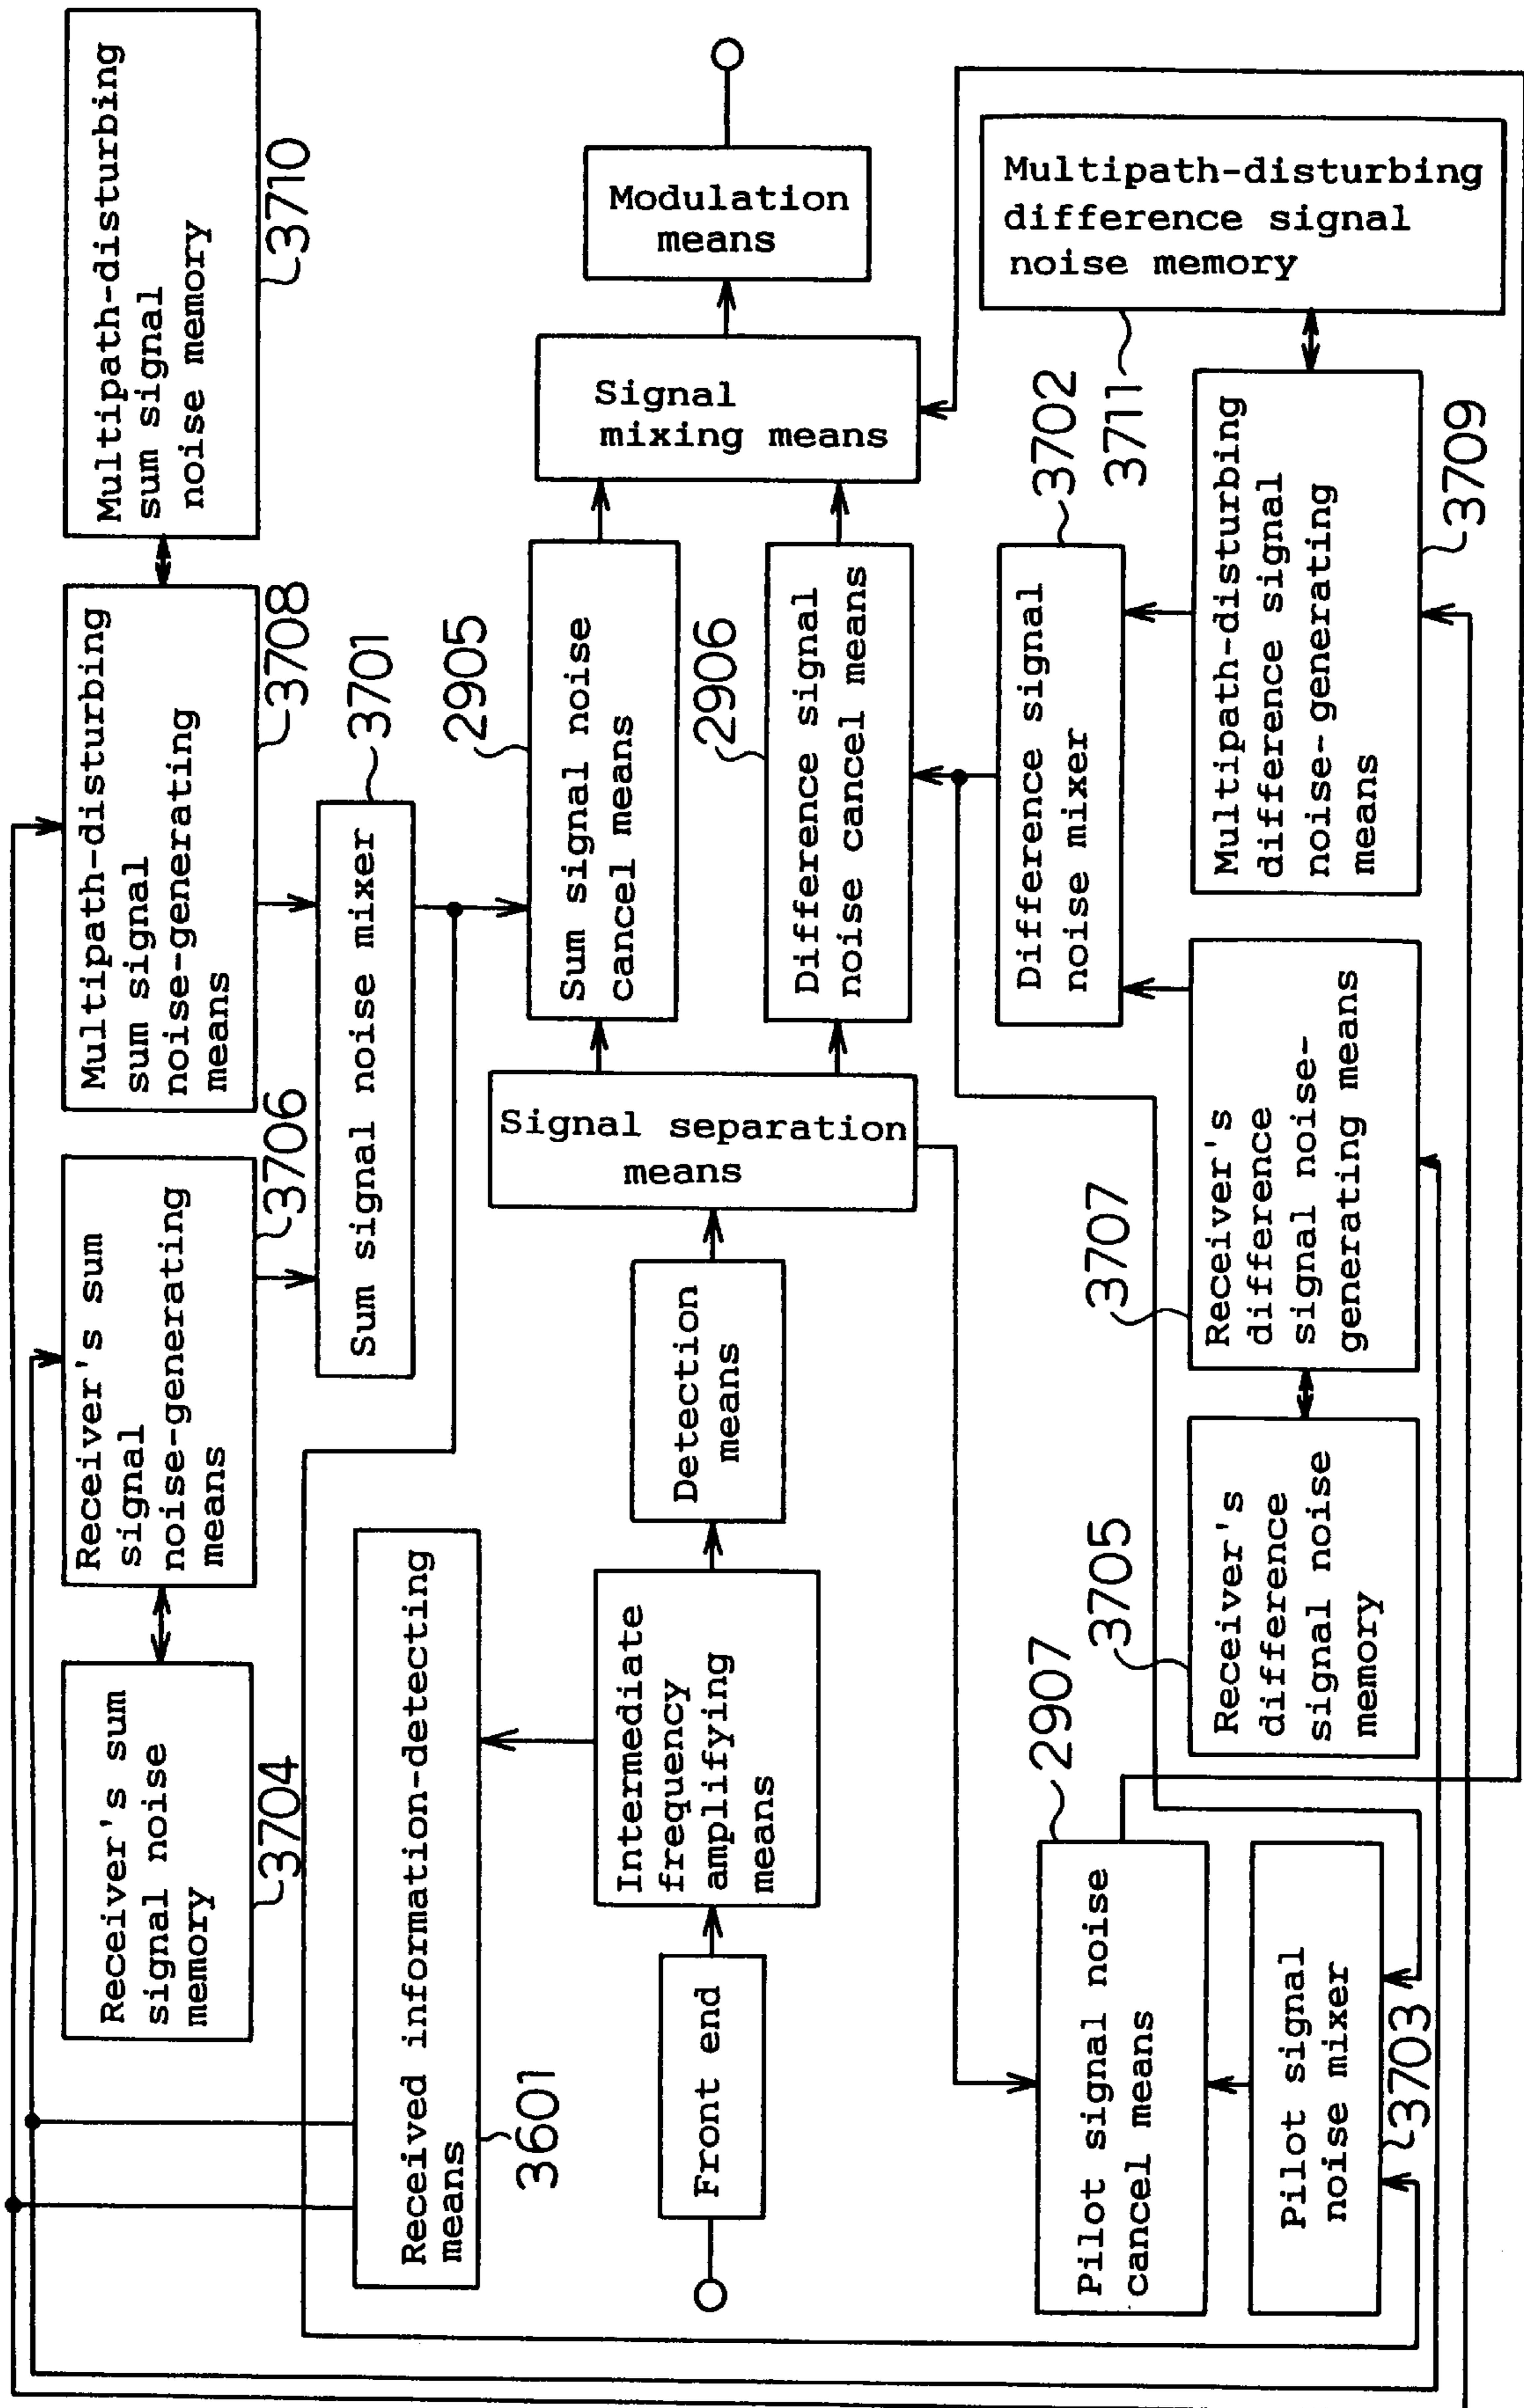 Receiver's sum
signal noise
memory
3704
Receiver's sum
signal
noise-generating
means
3706
Multipath-disturbing
sum signal
noise-generating
means
3708
Multipath-disturbing
sum signal
noise memory
3710
Sum signal noise mixer
3701
Received information-detecting
means
3601
Front end
Intermediate
frequency
amplifying
means
Detection
means
Signal separation
means
Sum signal noise
cancel means
2905
Difference signal
noise cancel means
2906
Signal
mixing means
Modulation
means
Pilot signal noise
cancel means
2907
Pilot signal
noise mixer
3703
Receiver's
difference
signal noise
memory
3705
Receiver's
difference
signal noise-
generating means
3707
Difference signal
noise mixer
3702
Multipath-disturbing
difference signal
noise-generating
means
3709
Multipath-disturbing
difference signal
noise memory
3711